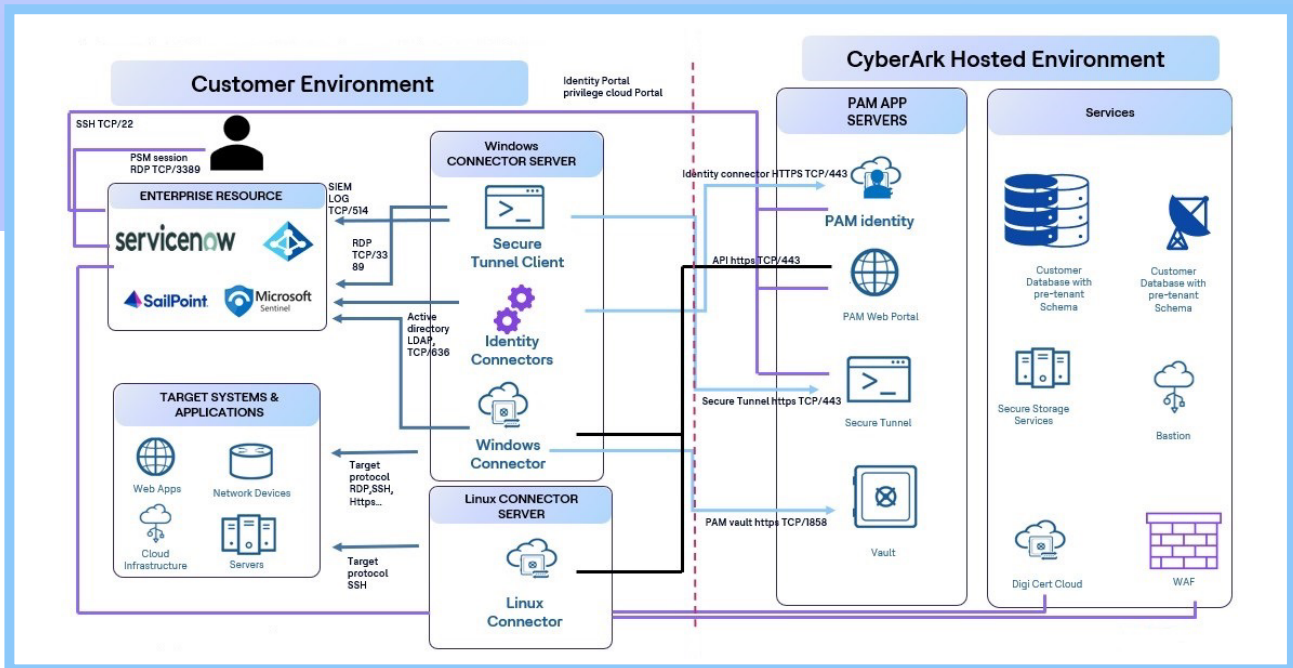 Customer Environment
CyberArk Hosted Environment
Identity Portal
privilege cloud Portal
SSH TCP/22
PSM session
RDP TCP/3389
ENTERPRISE RESOURCE
servicenow
SailPoint
Microsoft
Sentinel
SIEM
LOG
TCP/514
RDP
TCP/33
89
Active
directory
LDAP,
TCP/636
TARGET SYSTEMS &
APPLICATIONS
Web Apps
Network Devices
Cloud
Infrastructure
Servers
Target
protocol
RDP,SSH,
Https...
Target
protocol
SSH
Windows
CONNECTOR SERVER
Secure
Tunnel Client
Identity
Connectors
Windows
Connector
Linux CONNECTOR
SERVER
Linux
Connector
Identity connector HTTPS TCP/443
API https TCP/443
Secure Tunnel https TCP/443
PAM vault https TCP/1858
PAM APP
SERVERS
PAM identity
PAM Web Portal
Secure Tunnel
Vault
Services
Customer
Database with
pre-tenant
Schema
Customer
Database with
pre-tenant
Schema
Secure Storage
Services
Bastion
Digi Cert Cloud
WAF